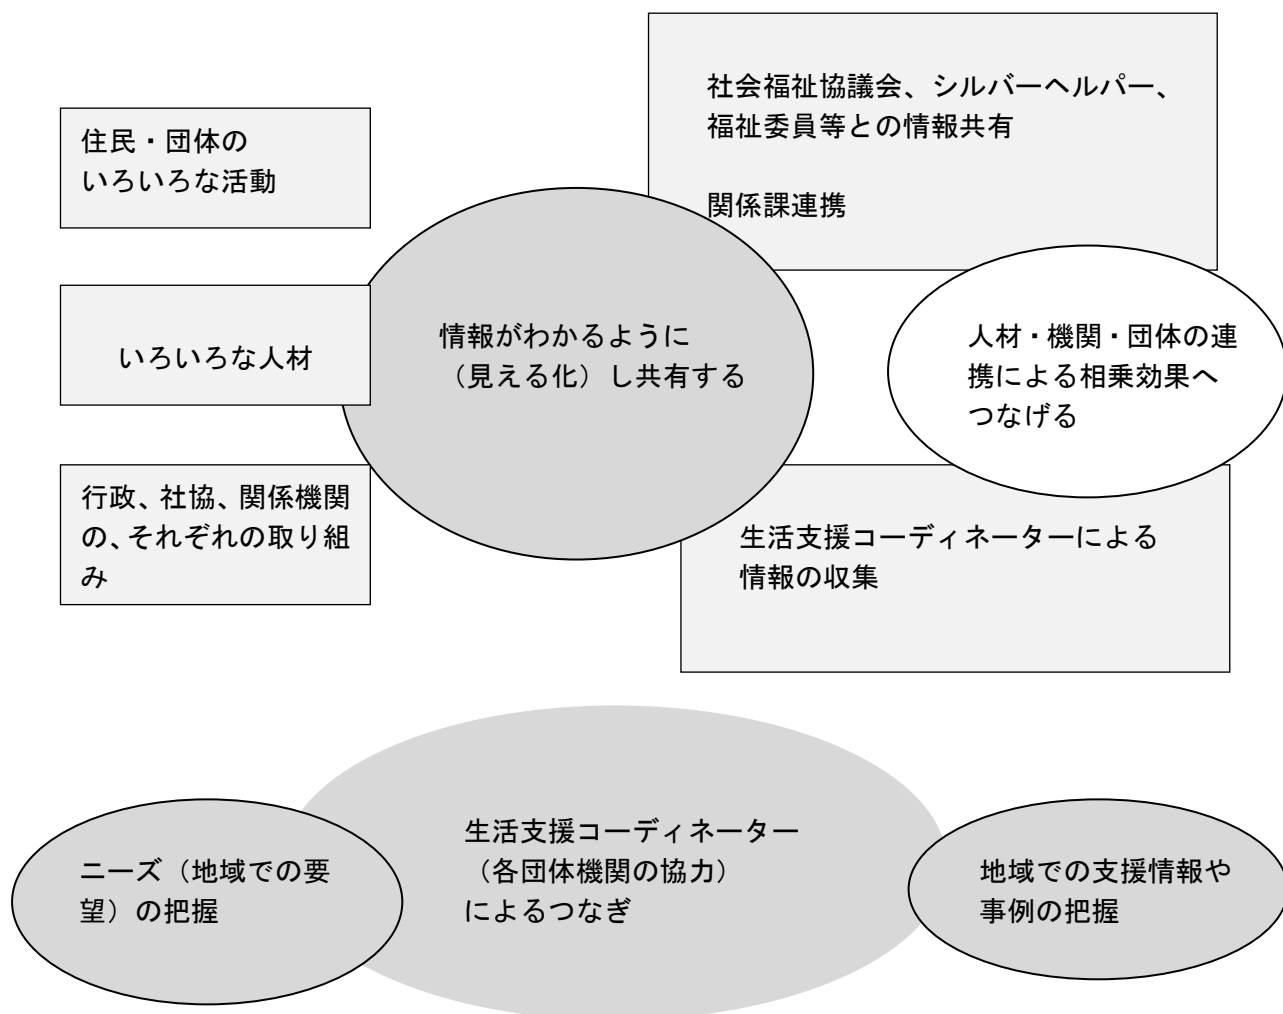 社会福祉協議会、シルバーヘルパー、
福祉委員等との情報共有
関係課連携
住民・団体の
いろいろな活動
いろいろな人材
情報がわかるように
（見える化）し共有する
人材・機関・団体の連
携による相乗効果へ
つなげる
行政、社協、関係機関
の、それぞれの取り組
み
生活支援コーディネーターによる
情報の収集
ニーズ（地域での要
望）の把握
生活支援コーディネーター
（各団体機関の協力）
によるつなぎ
地域での支援情報や
事例の把握